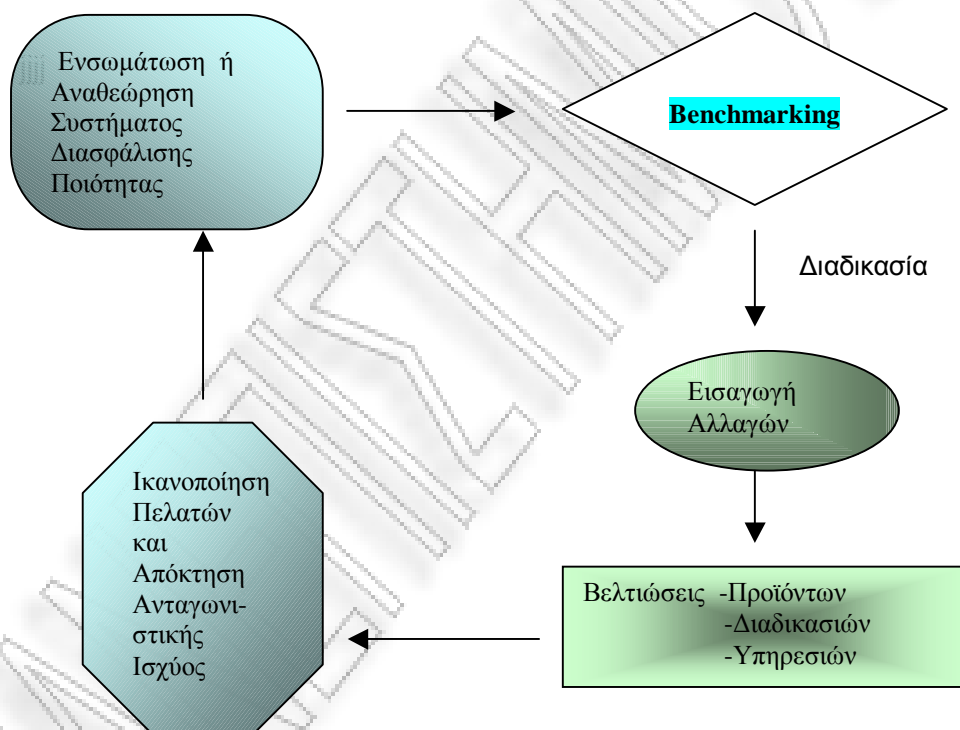 Ενσωμάτωση ή
Αναθεώρηση
Συστήματος
Διασφάλισης
Ποιότητας
Benchmarking
Διαδικασία
Εισαγωγή
Αλλαγών
Βελτιώσεις -Προϊόντων
-Διαδικασιών
-Υπηρεσιών
Ικανοποίηση
Πελατών
και
Απόκτηση
Ανταγωνι-
στικής
Ισχύος